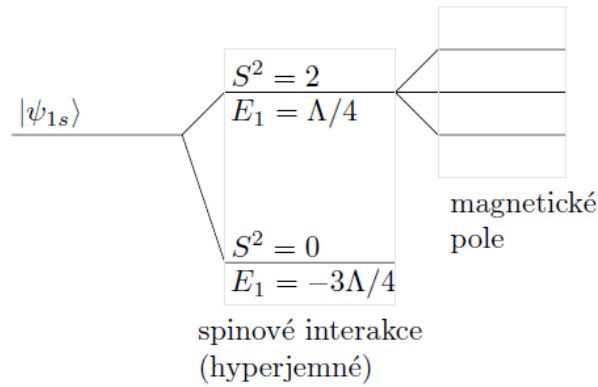 |ψ₁ₛ⟩
S² = 2
E₁ = Λ/4
S² = 0
E₁ = −3Λ/4
spinové interakce
(hyperjemné)
magnetické
pole